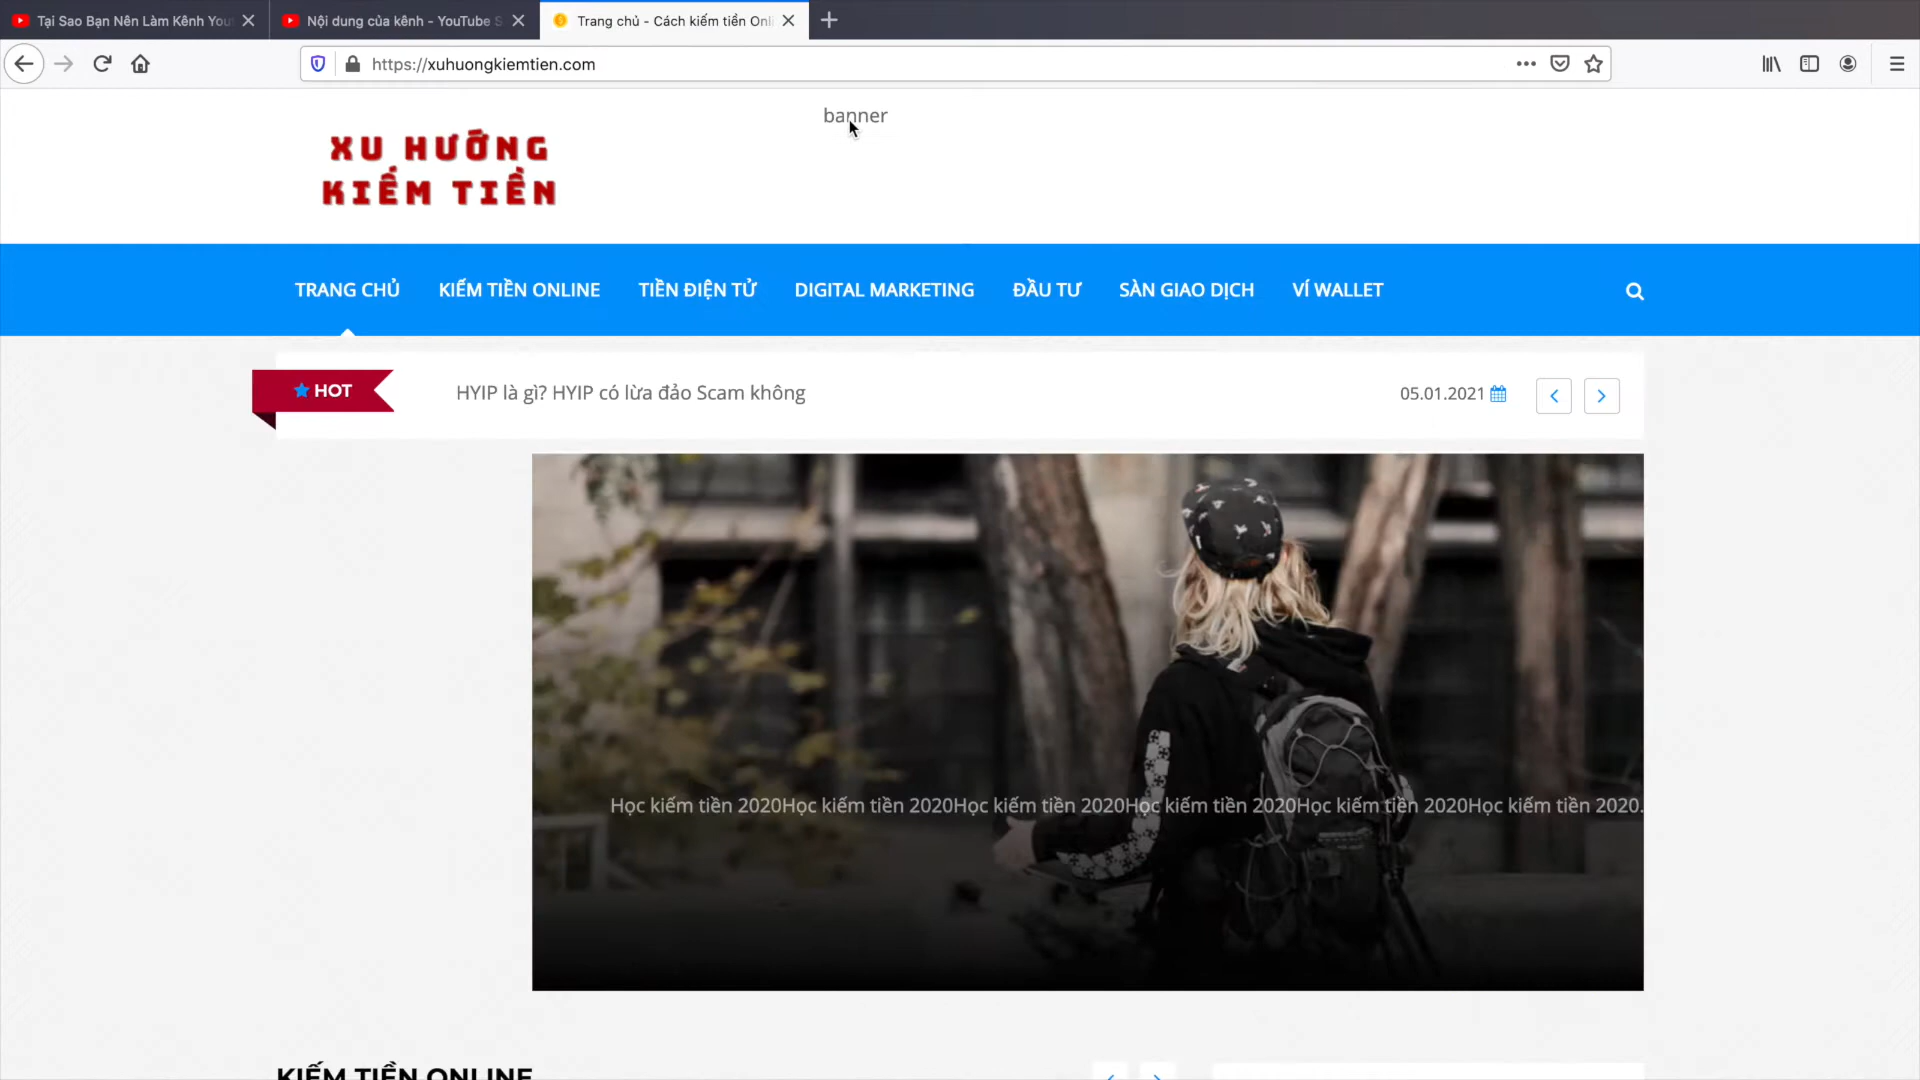 Tại Sao Bạn Nên Làm Kênh You
Nội dung của kênh - YouTube S
Trang chủ - Cách kiếm tiền Onli
https://xuhuongkiemtien.com
banner
XU HƯỚNG
KIẾM TIỀN
TRANG CHỦ KIẾM TIỀN ONLINE TIỀN ĐIỆN TỬ DIGITAL MARKETING ĐẦU TƯ SÀN GIAO DỊCH VÍ WALLET
HOT HYIP là gì? HYIP có lừa đảo Scam không 05.01.2021
Học kiếm tiền 2020Học kiếm tiền 2020Học kiếm tiền 2020Học kiếm tiền 2020Học kiếm tiền 2020Học kiếm tiền 2020.
KIẾM TIỀN ONLINE